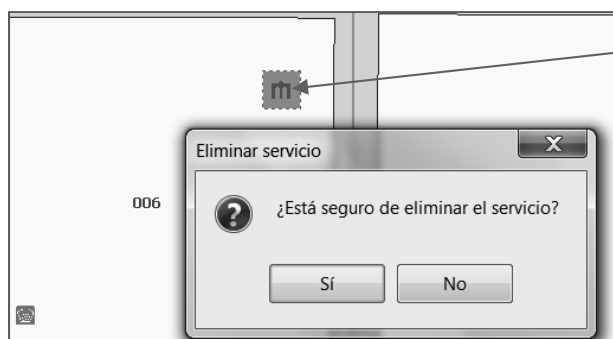 Eliminar servicio
006
¿Está seguro de eliminar el servicio?
Sí
No